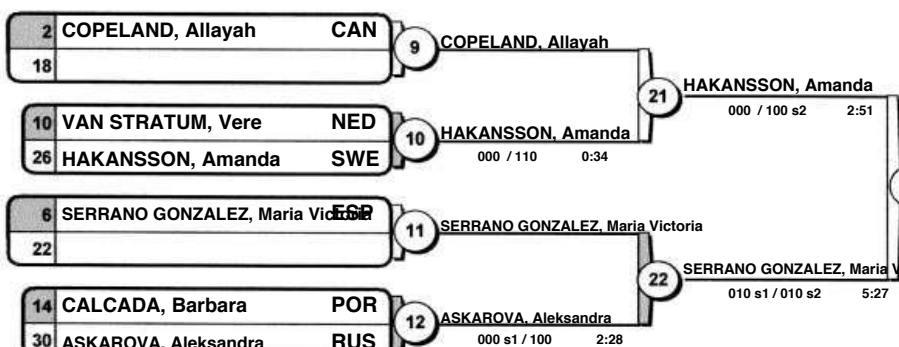 2 COPELAND, Allayah CAN
18
9 COPELAND, Allayah
10 VAN STRATUM, Vere NED
26 HAKANSSON, Amanda SWE
10 HAKANSSON, Amanda
000 / 110 0:34
21 HAKANSSON, Amanda
000 / 100 s2 2:51
6 SERRANO GONZALEZ, Maria Victoria ESP
22
11 SERRANO GONZALEZ, Maria Victoria
14 CALCADA, Barbara POR
30 ASKAROVA, Aleksandra RUS
12 ASKAROVA, Aleksandra
000 s1 / 100 2:28
22 SERRANO GONZALEZ, Maria V
010 s1 / 010 s2 5:27